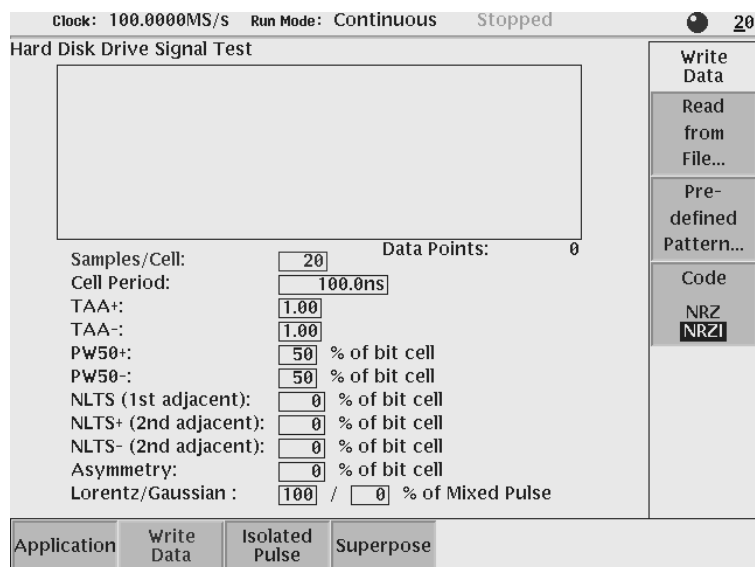 Clock: 100.0000MS/s Run Mode: Continuous Stopped 20
Hard Disk Drive Signal Test
Data Points: 0
Samples/Cell: 20
Cell Period: 100.0ns
TAA+: 1.00
TAA-: 1.00
PW50+: 50 % of bit cell
PW50-: 50 % of bit cell
NLTS (1st adjacent): 0 % of bit cell
NLTS+ (2nd adjacent): 0 % of bit cell
NLTS- (2nd adjacent): 0 % of bit cell
Asymmetry: 0 % of bit cell
Lorentz/Gaussian : 100 / 0 % of Mixed Pulse
Write
Data
Read
from
File...
Pre-
defined
Pattern...
Code
NRZ
NRZI
Application
Write
Data
Isolated
Pulse
Superpose